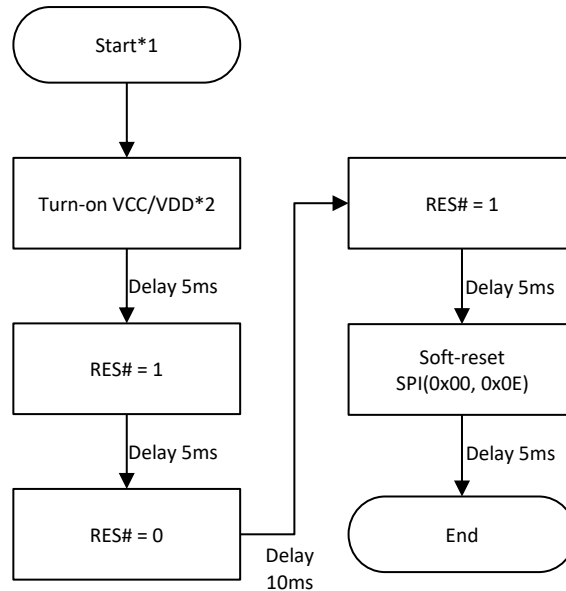 Start*1
Turn-on VCC/VDD*2
Delay 5ms
RES# = 1
Delay 5ms
RES# = 0
Delay
10ms
RES# = 1
Delay 5ms
Soft-reset
SPI(0x00, 0x0E)
Delay 5ms
End